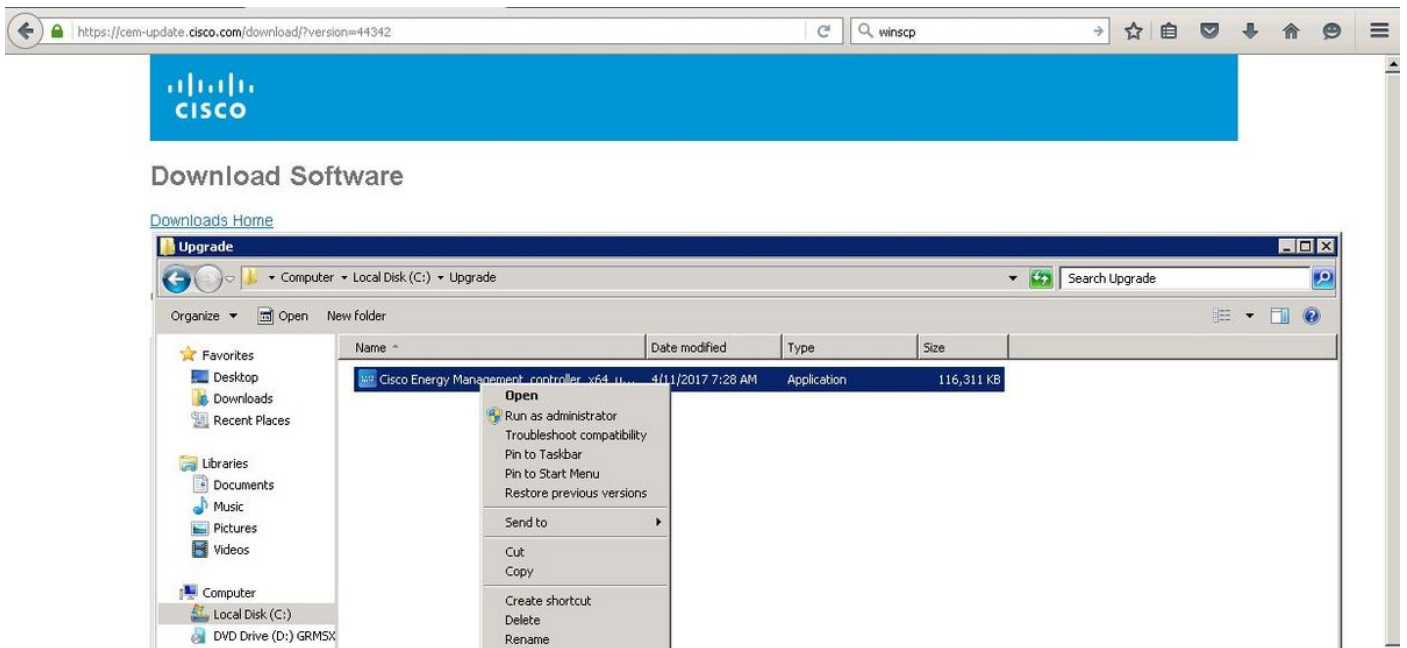 https://cem-update.cisco.com/download/?version=44342
winscp
CISCO
Download Software
Downloads Home
Upgrade
Computer Local Disk (C:) Upgrade
Search Upgrade
Organize Open New folder
Favorites
Desktop
Downloads
Recent Places
Libraries
Documents
Music
Pictures
Videos
Computer
Local Disk (C:)
DVD Drive (D:) GRMSX
Name Date modified Type Size
Cisco Energy Management_controller_x64_u... 4/11/2017 7:28 AM Application 116,311 KB
Open
Run as administrator
Troubleshoot compatibility
Pin to Taskbar
Pin to Start Menu
Restore previous versions
Send to
Cut
Copy
Create shortcut
Delete
Rename